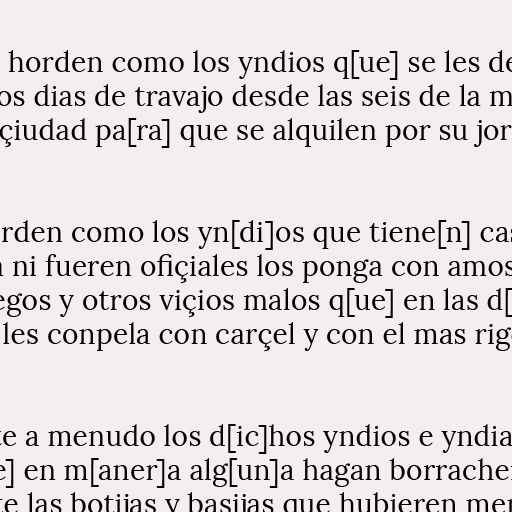 horden como los yndios q[ue] se les de
os dias de travajo desde las seis de la m
çiudad pa[ra] que se alquilen por su jor
rden como los yn[di]os que tiene[n] cas
ni fueren ofiçiales los ponga con amos
egos y otros viçios malos q[ue] en las d[
les conpela con carçel y con el mas rig
te a menudo los d[ic]hos yndios e yndia
e] en m[aner]a alg[un]a hagan borracher
te las botijas y basijas que hubieren mer